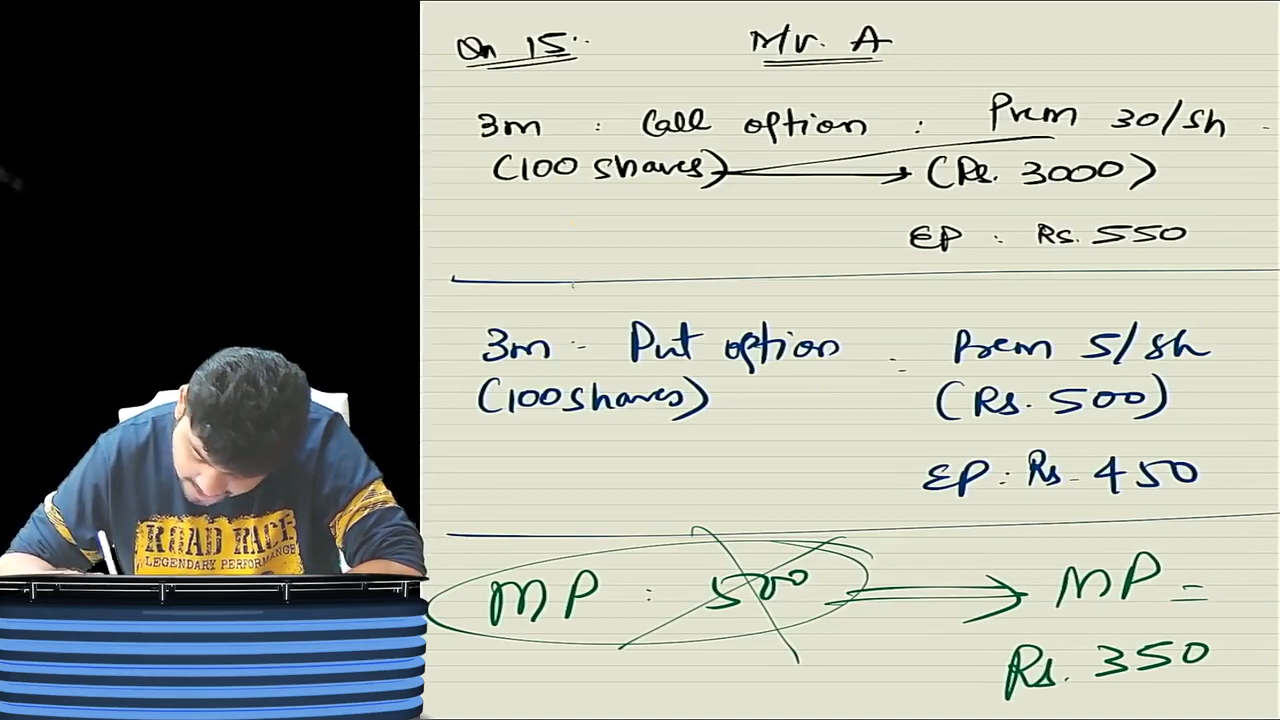 On 15:
Mr. A
3m : Call option : Prem 30/sh
(100 shares) → (Rs. 3000)
EP : Rs. 550
3m - Put option - Prem 5/sh
(100 shares) (Rs. 500)
EP : Rs - 450
MP : 500 ⟹ MP =
Rs. 350
ROAD RACE
LEGENDARY PERFORMANCE